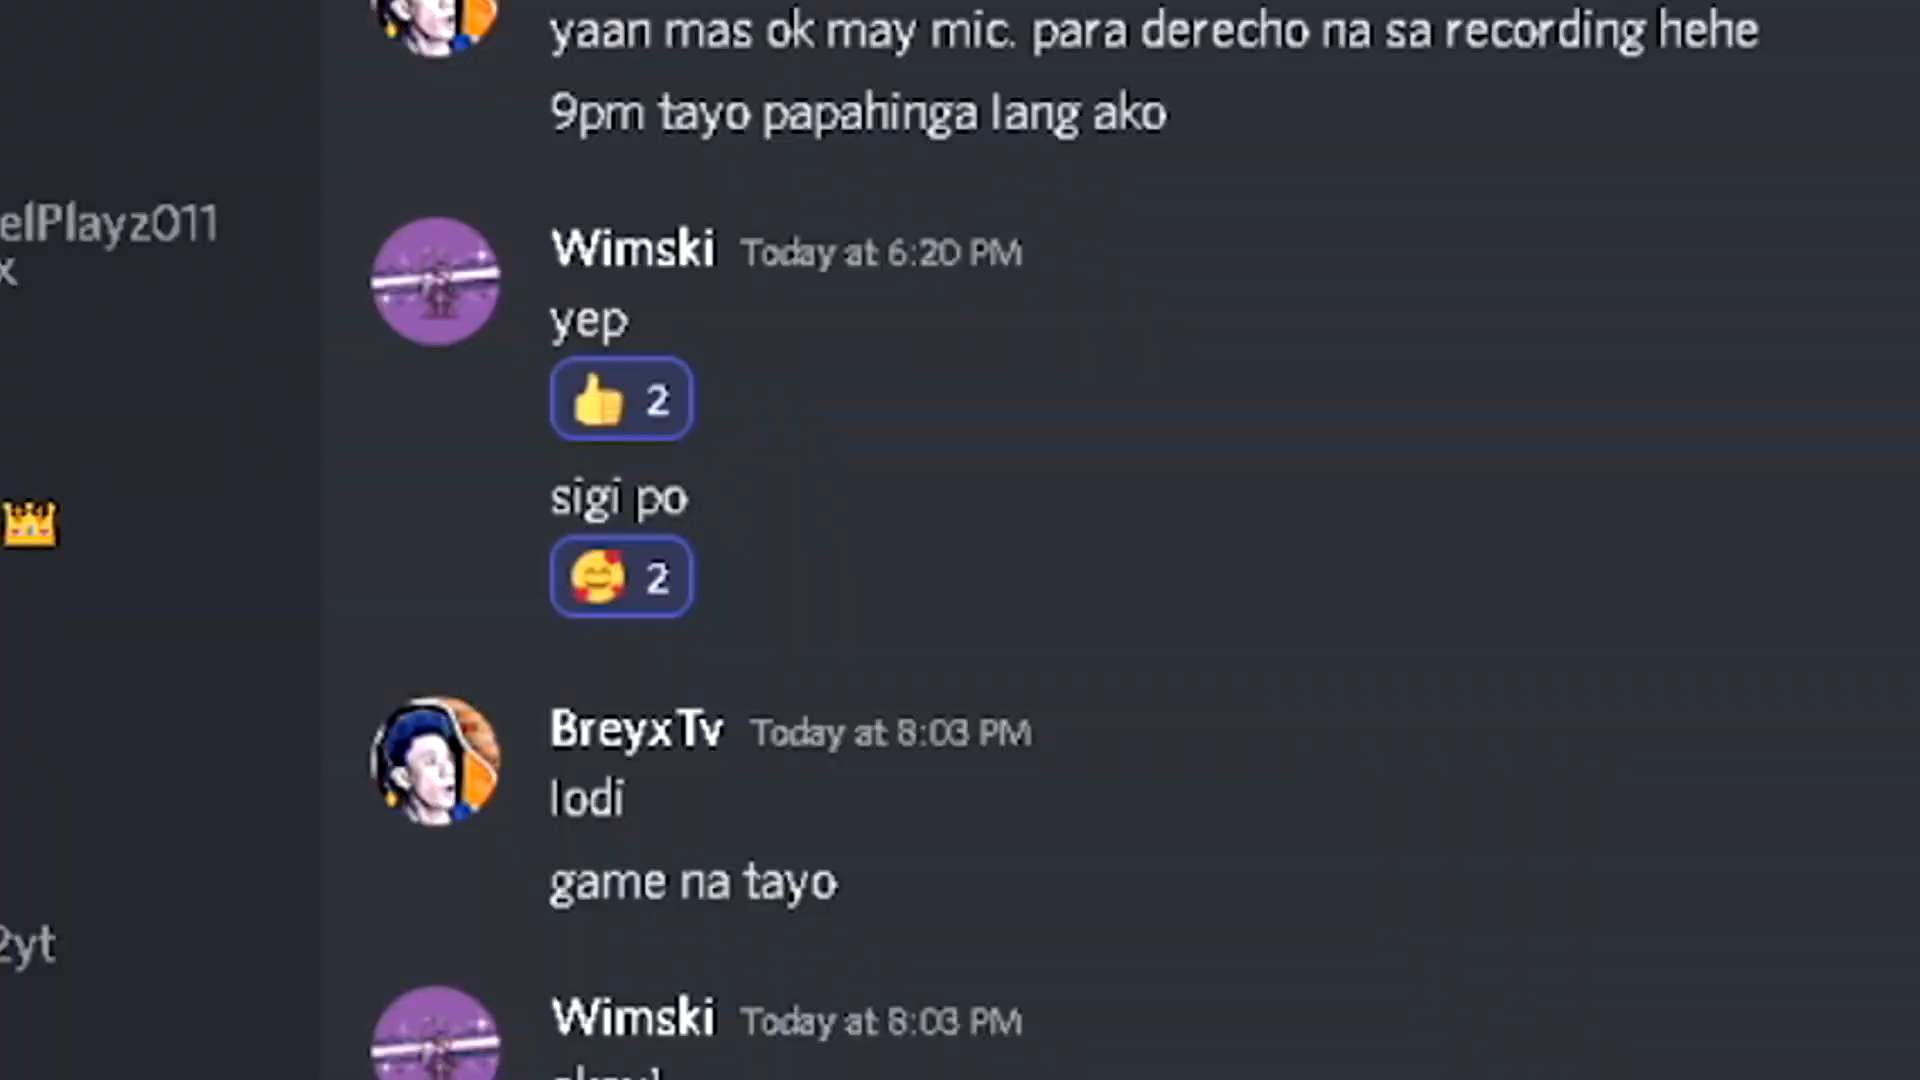 yaan mas ok may mic. para derecho na sa recording hehe
9pm tayo papahinga lang ako
elPlayz011
x
Wimski Today at 6:20 PM
yep
2
sigi po
2
BreyxTv Today at 8:03 PM
lodi
game na tayo
2yt
Wimski Today at 8:03 PM